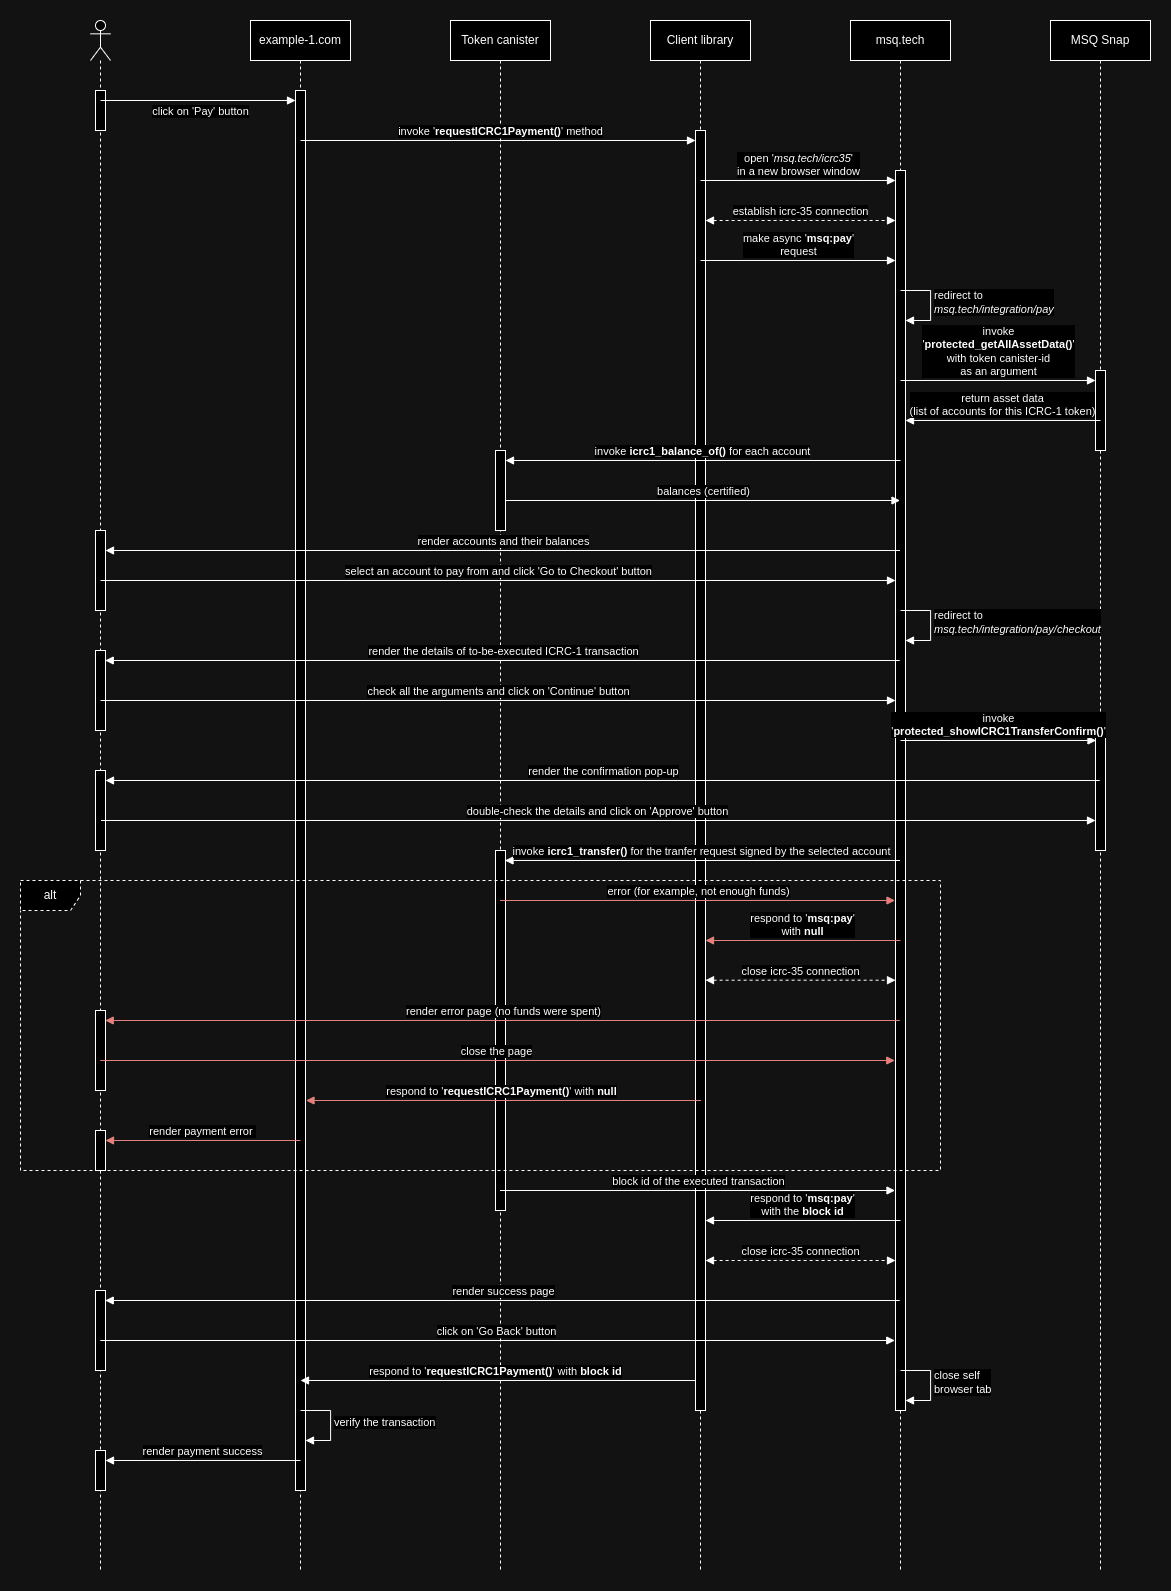 example-1.com
Token canister
Client library
msq.tech
MSQ Snap
click on 'Pay' button
invoke 'requestICRC1Payment()' method
open 'msq.tech/icrc35'
in a new browser window
establish icrc-35 connection
make async 'msq:pay'
request
redirect to
msq.tech/integration/pay
invoke
'protected_getAllAssetData()'
with token canister-id
as an argument
return asset data
(list of accounts for this ICRC-1 token)
invoke icrc1_balance_of() for each account
balances (certified)
render accounts and their balances
select an account to pay from and click 'Go to Checkout' button
redirect to
msq.tech/integration/pay/checkout
render the details of to-be-executed ICRC-1 transaction
check all the arguments and click on 'Continue' button
invoke
'protected_showICRC1TransferConfirm()'
render the confirmation pop-up
double-check the details and click on 'Approve' button
invoke icrc1_transfer() for the tranfer request signed by the selected account
alt
error (for example, not enough funds)
respond to 'msq:pay'
with null
close icrc-35 connection
render error page (no funds were spent)
close the page
respond to 'requestICRC1Payment()' with null
render payment error
block id of the executed transaction
respond to 'msq:pay'
with the block id
close icrc-35 connection
render success page
click on 'Go Back' button
respond to 'requestICRC1Payment()' with block id
close self
browser tab
verify the transaction
render payment success